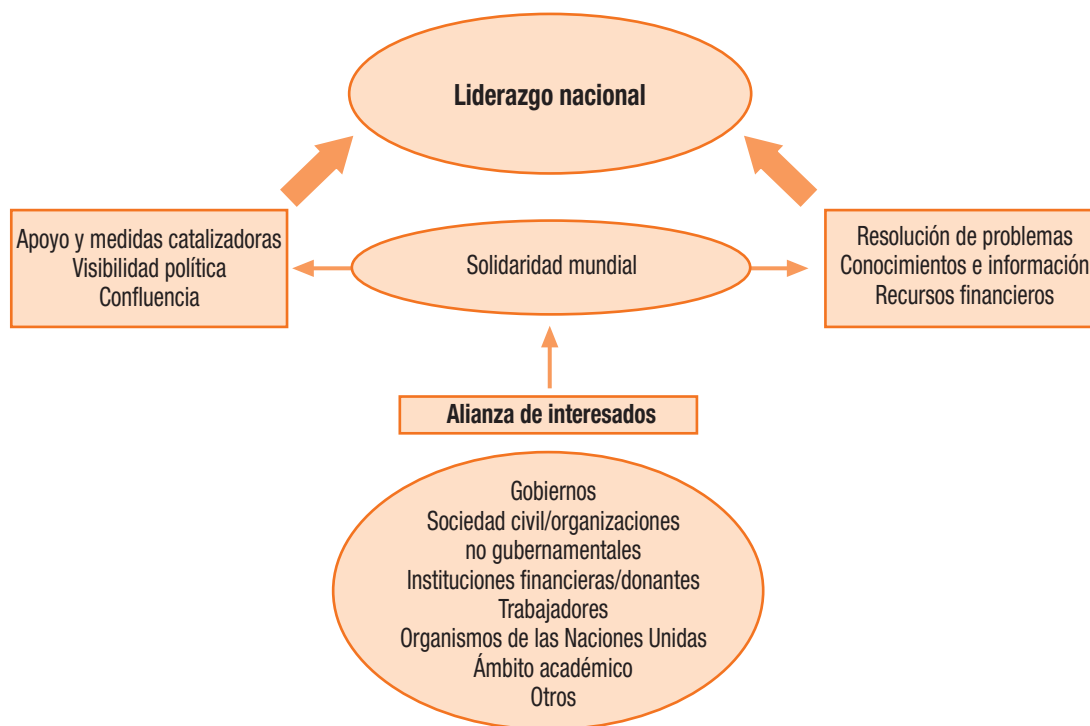 Liderazgo nacional
Apoyo y medidas catalizadoras
Visibilidad política
Confluencia
Solidaridad mundial
Resolución de problemas
Conocimientos e información
Recursos financieros
Alianza de interesados
Gobiernos
Sociedad civil/organizaciones
no gubernamentales
Instituciones financieras/donantes
Trabajadores
Organismos de las Naciones Unidas
Ámbito académico
Otros